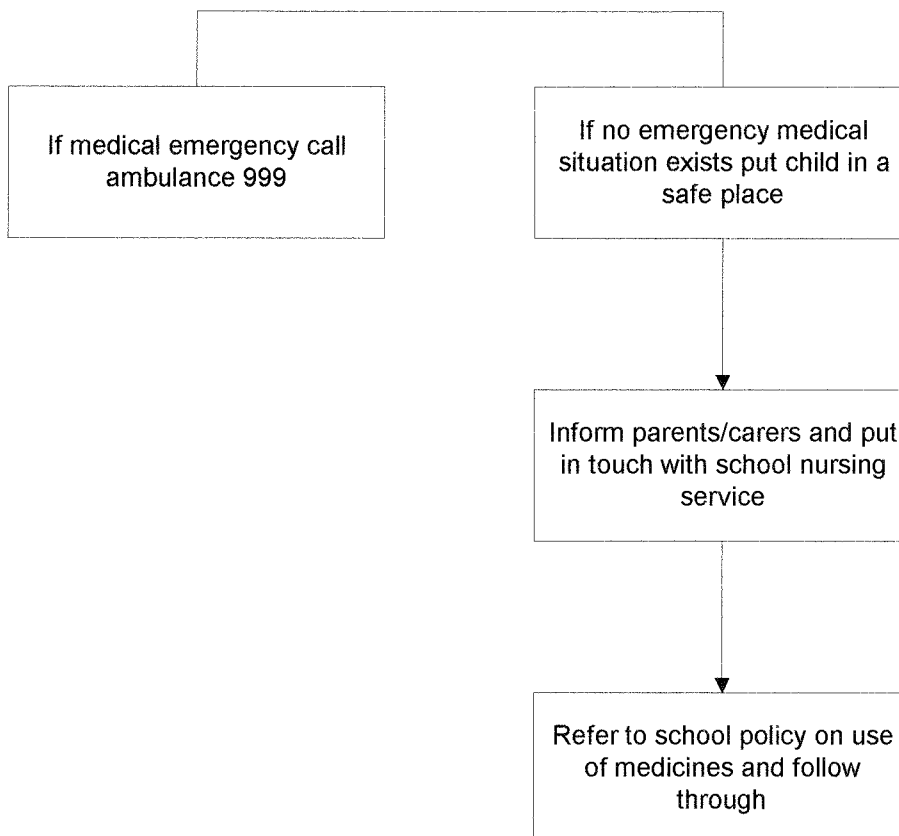 If medical emergency call
ambulance 999
If no emergency medical
situation exists put child in a
safe place
Inform parents/carers and put
in touch with school nursing
service
Refer to school policy on use
of medicines and follow
through